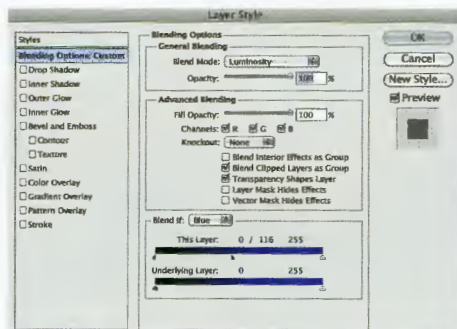 Layer Style
Styles
Blending Options: Custom
Drop Shadow
Inner Shadow
Outer Glow
Inner Glow
Bevel and Emboss
Contour
Texture
Satin
Color Overlay
Gradient Overlay
Pattern Overlay
Stroke
Blending Options
General Blending
Blend Mode: Luminosity
Opacity: 100 %
Advanced Blending
Fill Opacity: 100 %
Channels: R G B
Knockout: None
Blend Interior Effects as Group
Blend Clipped Layers as Group
Transparency Shapes Layer
Layer Mask Hides Effects
Vector Mask Hides Effects
Blend If: Blue
This Layer: 0 / 116 255
Underlying Layer: 0 255
OK
Cancel
New Style...
Preview